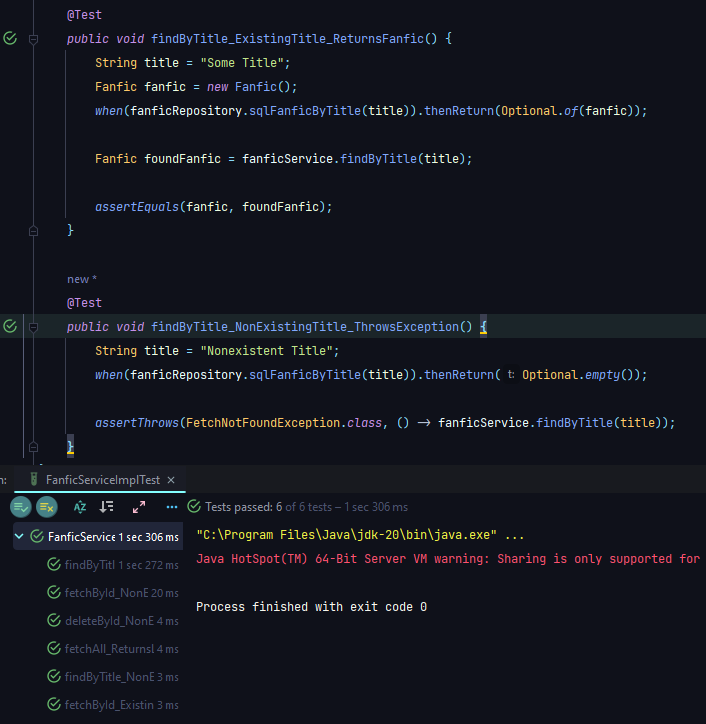 @Test
public void findByTitle_ExistingTitle_ReturnsFanfic() {
String title = "Some Title";
Fanfic fanfic = new Fanfic();
when(fanficRepository.sqlFanficByTitle(title)).thenReturn(Optional.of(fanfic));
Fanfic foundFanfic = fanficService.findByTitle(title);
assertEquals(fanfic, foundFanfic);
}
new *
@Test
public void findByTitle_NonExistingTitle_ThrowsException() {
String title = "Nonexistent Title";
when(fanficRepository.sqlFanficByTitle(title)).thenReturn( t: Optional.empty());
assertThrows(FetchNotFoundException.class, () -> fanficService.findByTitle(title));
}
n: FanficServiceImplTest ×
Tests passed: 6 of 6 tests – 1 sec 306 ms
FanficService 1 sec 306 ms
findByTitl 1 sec 272 ms
fetchById_NonE 20 ms
deleteById_NonE 4 ms
fetchAll_Returnsl 4 ms
findByTitle_NonE 3 ms
fetchById_Existin 3 ms
"C:\Program Files\Java\jdk-20\bin\java.exe" ...
Java HotSpot(TM) 64-Bit Server VM warning: Sharing is only supported for
Process finished with exit code 0